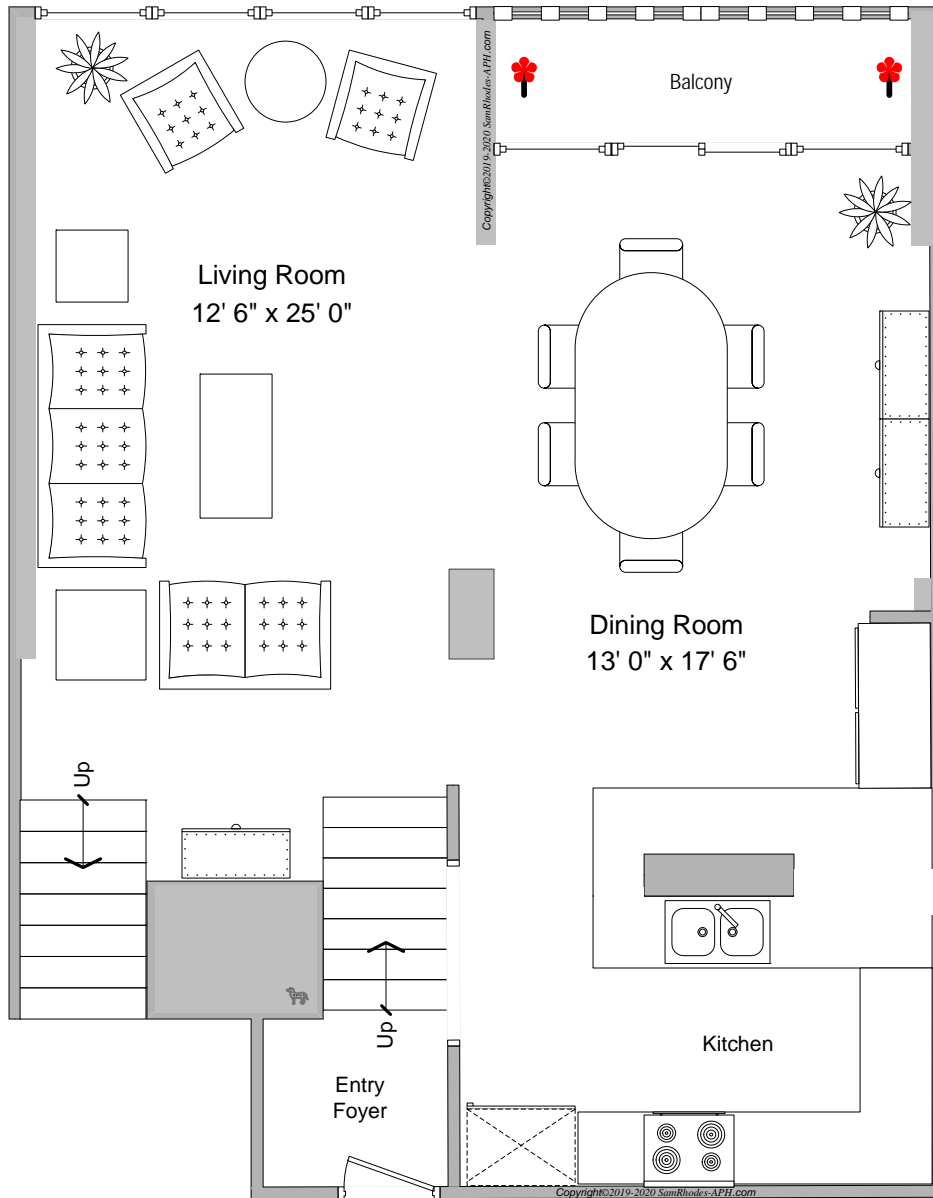 Balcony
Copyright©2019-2020 SamRhodes-APH.com
Living Room
12' 6" x 25' 0"
Dining Room
13' 0" x 17' 6"
Up
Up
Kitchen
Entry
Foyer
Copyright©2019-2020 SamRhodes-APH.com